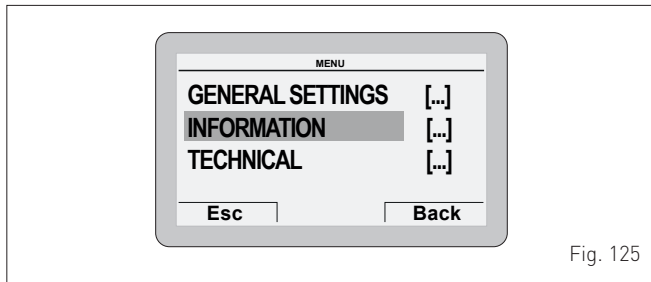 MENU
GENERAL SETTINGS [...]
INFORMATION [...]
TECHNICAL [...]
Esc Back
Fig. 125